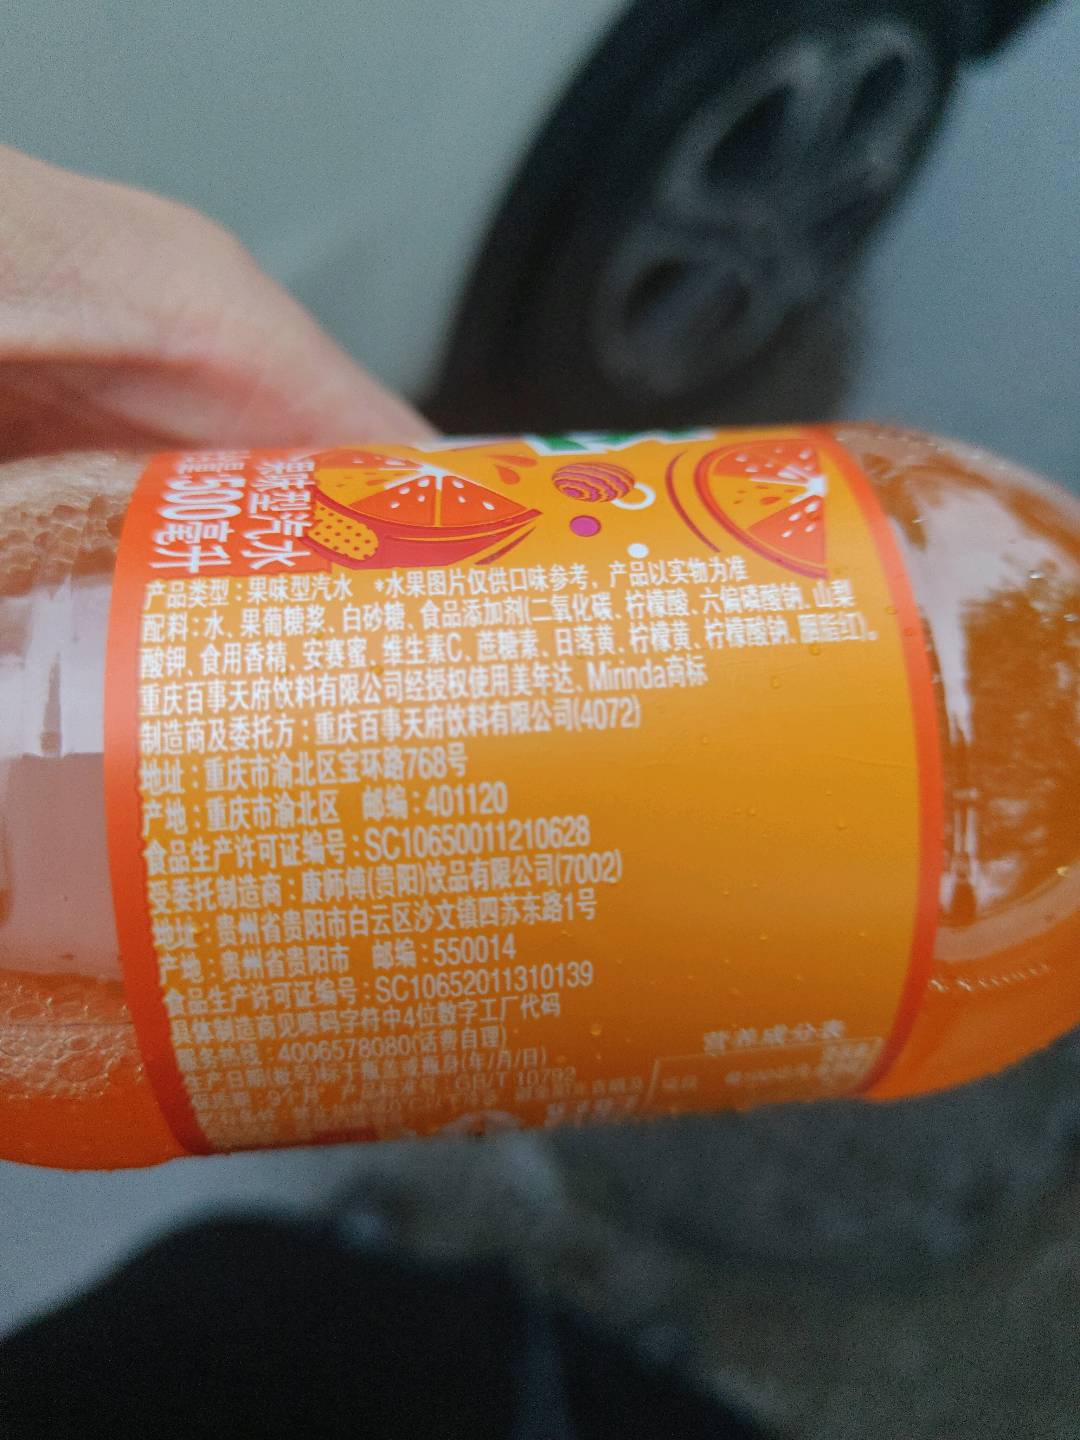 果味型汽水
500毫升
产品类型：果味型汽水 *水果图片仅供口味参考、产品以实物为准
配料：水、果葡糖浆、白砂糖、食品添加剂(二氧化碳、柠檬酸、六偏磷酸钠、山梨
酸钾、食用香精、安赛蜜、维生素C、蔗糖素、日落黄、柠檬黄、柠檬酸钠、胭脂红)。
重庆百事天府饮料有限公司经授权使用美年达、Mirinda商标
制造商及委托方：重庆百事天府饮料有限公司(4072)
地址：重庆市渝北区宝环路768号
产地：重庆市渝北区 邮编：401120
食品生产许可证编号：SC10650011210628
受委托制造商：康师傅(贵阳)饮品有限公司(7002)
地址：贵州省贵阳市白云区沙文镇四苏东路1号
产地：贵州省贵阳市 邮编：550014
食品生产许可证编号：SC10652011310139
具体制造商见喷码字符中4位数字工厂代码
服务热线：4006578080(话费自理)
生产日期(批号)标于瓶盖或瓶身(年/月/日)
保质期：9个月 产品标准号：GB/T 10792
营养成分表